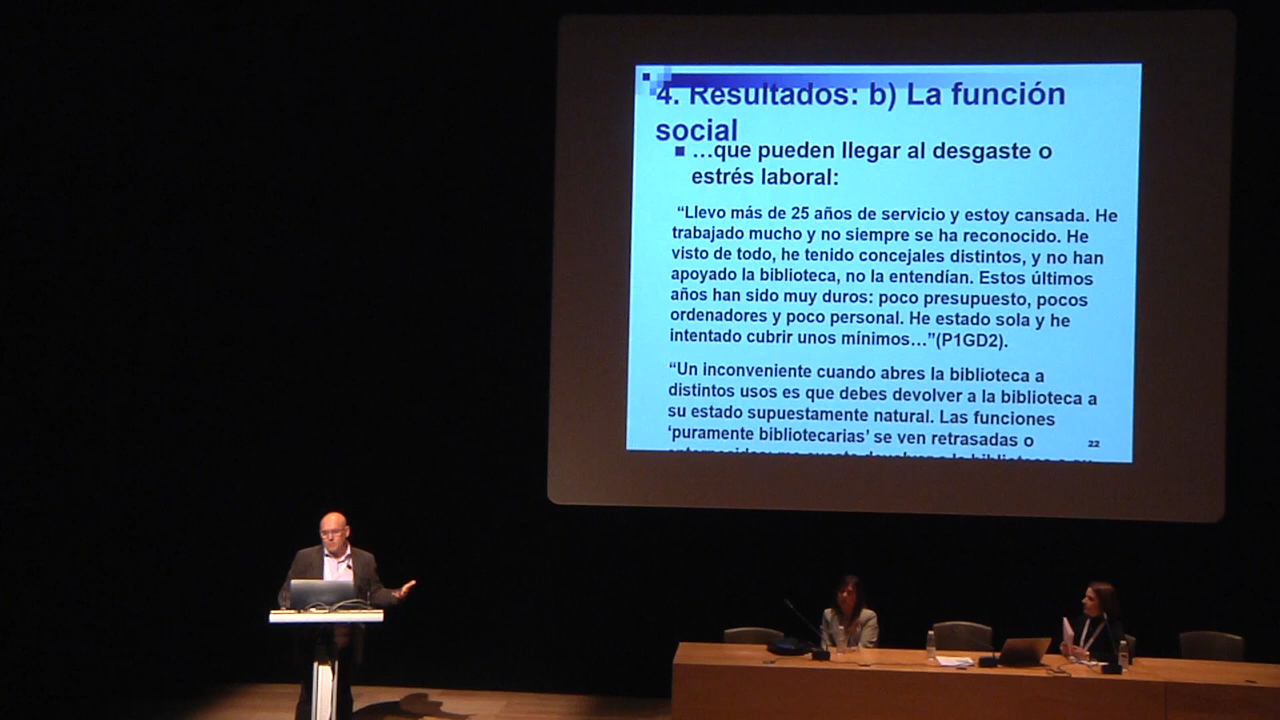 4. Resultados: b) La función
social
…que pueden llegar al desgaste o
estrés laboral:
“Llevo más de 25 años de servicio y estoy cansada. He
trabajado mucho y no siempre se ha reconocido. He
visto de todo, he tenido concejales distintos, y no han
apoyado la biblioteca, no la entendían. Estos últimos
años han sido muy duros: poco presupuesto, pocos
ordenadores y poco personal. He estado sola y he
intentado cubrir unos mínimos…”(P1GD2).
“Un inconveniente cuando abres la biblioteca a
distintos usos es que debes devolver a la biblioteca a
su estado supuestamente natural. Las funciones
‘puramente bibliotecarias’ se ven retrasadas o
22